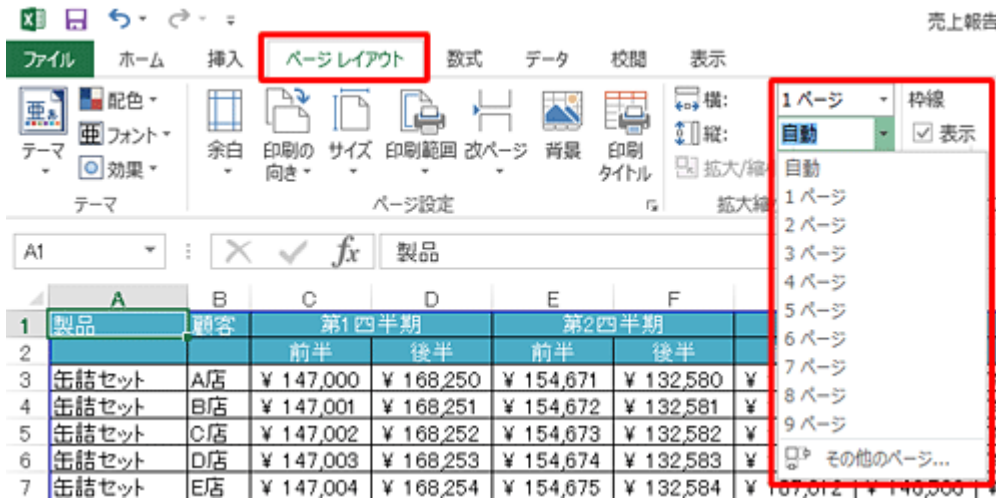 売上報告
ファイル ホーム 挿入 ページ レイアウト 数式 データ 校閲 表示
亜 配色 横: 1 ページ 枠線
亜 フォント 縦: 自動 表示
テーマ 効果 余白 印刷の向き サイズ 印刷範囲 改ページ 背景 印刷タイトル 拡大/縮
テーマ ページ設定 拡大縮
自動
1 ページ
2 ページ
3 ページ
4 ページ
5 ページ
6 ページ
7 ページ
8 ページ
9 ページ
その他のページ...
A1 fx 製品
A B C D E F
1 製品 顧客 第1四半期 第2四半期
2 前半 後半 前半 後半
3 缶詰セット A店 ¥ 147,000 ¥ 168,250 ¥ 154,671 ¥ 132,580 ¥
4 缶詰セット B店 ¥ 147,001 ¥ 168,251 ¥ 154,672 ¥ 132,581 ¥
5 缶詰セット C店 ¥ 147,002 ¥ 168,252 ¥ 154,673 ¥ 132,582 ¥
6 缶詰セット D店 ¥ 147,003 ¥ 168,253 ¥ 154,674 ¥ 132,583 ¥
7 缶詰セット E店 ¥ 147,004 ¥ 168,254 ¥ 154,675 ¥ 132,584 ¥